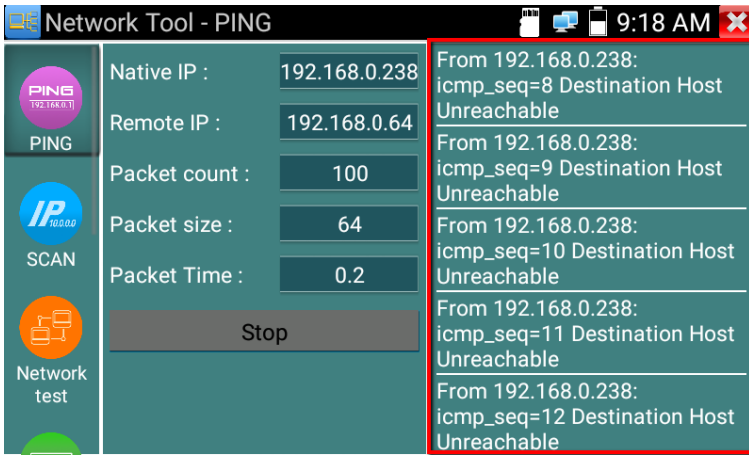 Network Tool - PING
9:18 AM
PING
192.168.0.1
PING
IP
10.0.0.0
SCAN
Network
test
Native IP :
192.168.0.238
Remote IP :
192.168.0.64
Packet count :
100
Packet size :
64
Packet Time :
0.2
Stop
From 192.168.0.238:
icmp_seq=8 Destination Host
Unreachable
From 192.168.0.238:
icmp_seq=9 Destination Host
Unreachable
From 192.168.0.238:
icmp_seq=10 Destination Host
Unreachable
From 192.168.0.238:
icmp_seq=11 Destination Host
Unreachable
From 192.168.0.238:
icmp_seq=12 Destination Host
Unreachable